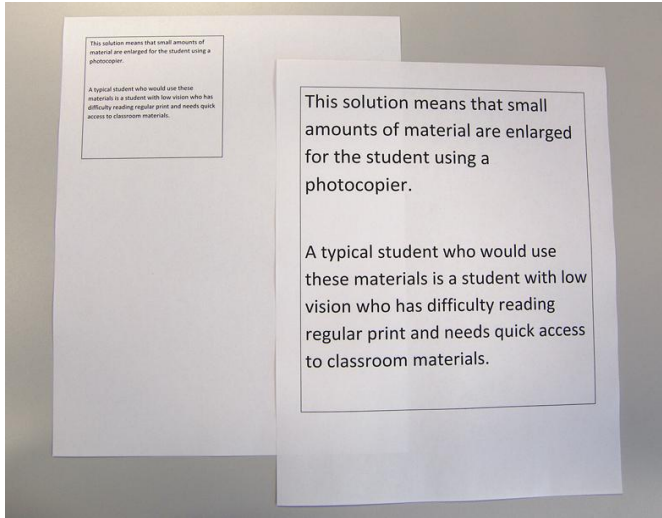 This solution means that small amounts of
material are enlarged for the student using a
photocopier.
A typical student who would use these
materials is a student with low vision who has
difficulty reading regular print and needs quick
access to classroom materials.
This solution means that small
amounts of material are enlarged
for the student using a
photocopier.
A typical student who would use
these materials is a student with low
vision who has difficulty reading
regular print and needs quick access
to classroom materials.